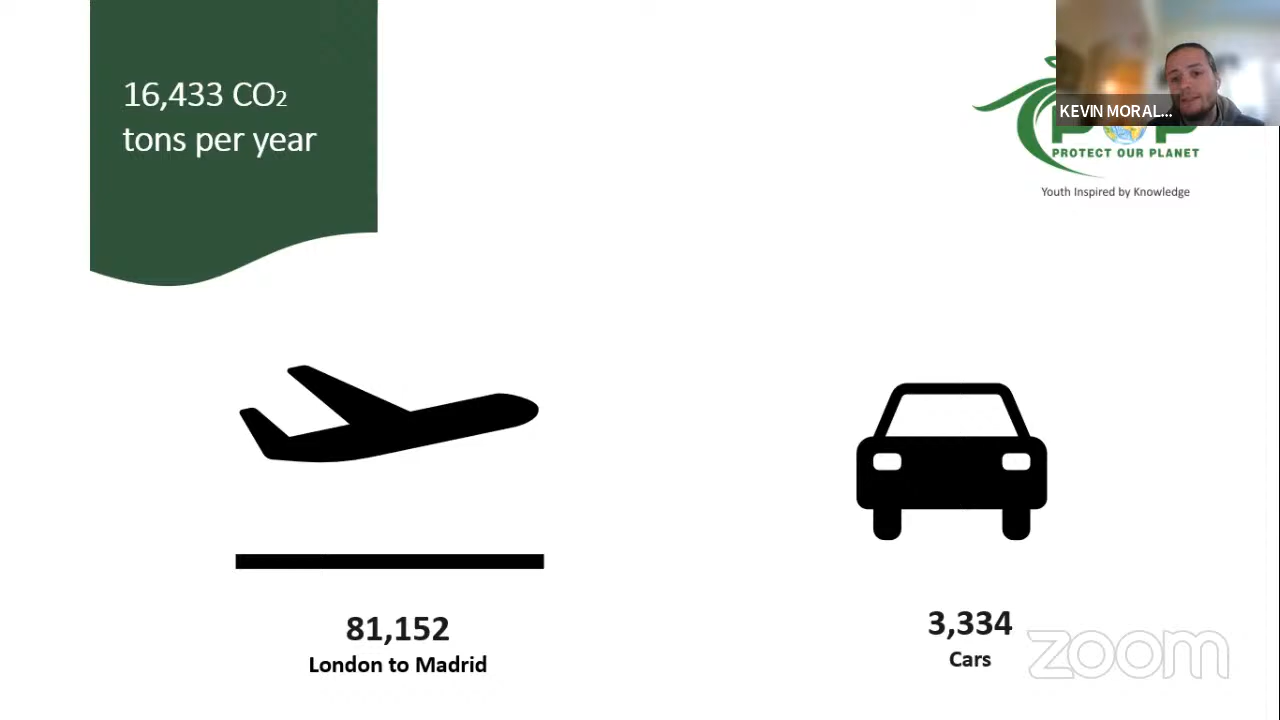 16,433 CO2
tons per year
KEVIN MORAL...
PROTECT OUR PLANET
Youth Inspired by Knowledge
81,152
London to Madrid
3,334
Cars
zoom